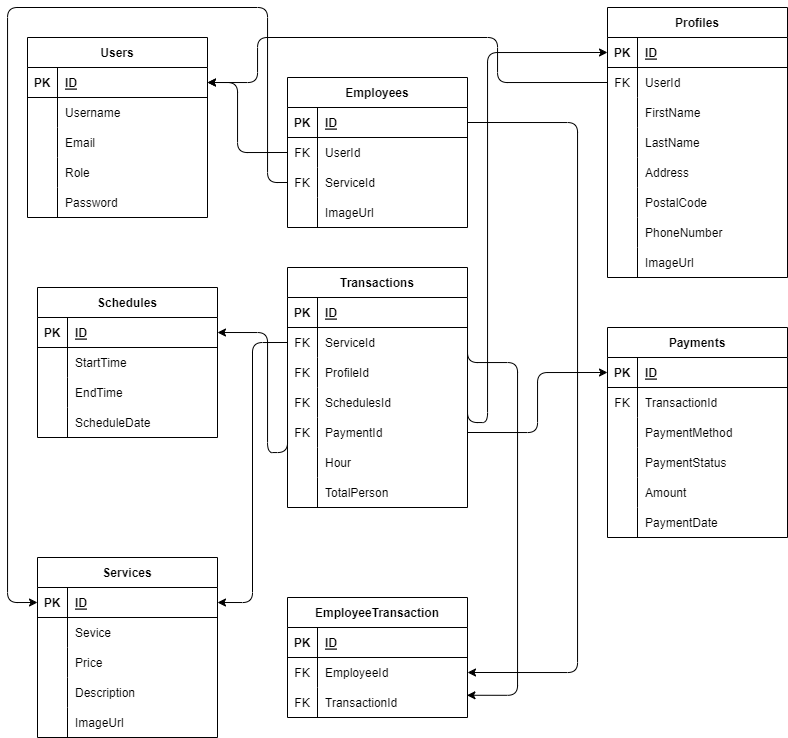 Users
PK ID
Username
Email
Role
Password
Employees
PK ID
FK UserId
FK ServiceId
ImageUrl
Profiles
PK ID
FK UserId
FirstName
LastName
Address
PostalCode
PhoneNumber
ImageUrl
Schedules
PK ID
StartTime
EndTime
ScheduleDate
Transactions
PK ID
FK ServiceId
FK ProfileId
FK SchedulesId
FK PaymentId
Hour
TotalPerson
Payments
PK ID
FK TransactionId
PaymentMethod
PaymentStatus
Amount
PaymentDate
Services
PK ID
Sevice
Price
Description
ImageUrl
EmployeeTransaction
PK ID
FK EmployeeId
FK TransactionId